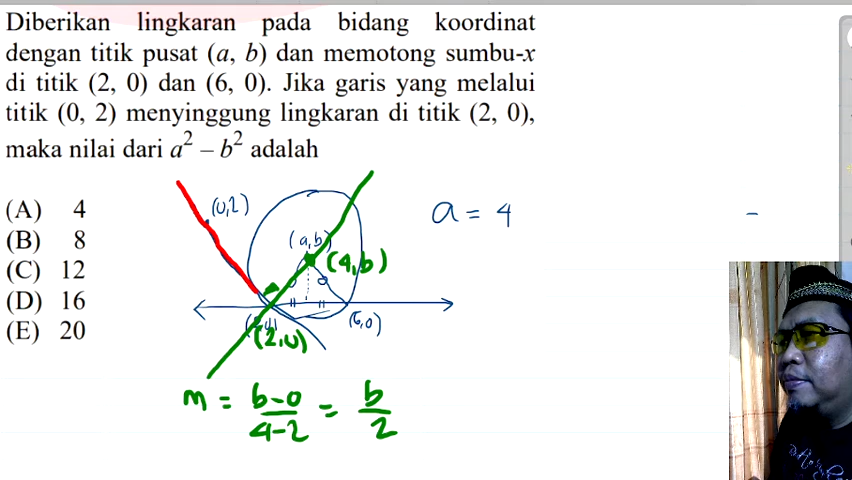 Diberikan lingkaran pada bidang koordinat
dengan titik pusat (a, b) dan memotong sumbu-x
di titik (2, 0) dan (6, 0). Jika garis yang melalui
titik (0, 2) menyinggung lingkaran di titik (2, 0),
maka nilai dari a² – b² adalah
(A) 4
(B) 8
(C) 12
(D) 16
(E) 20
(0,2)
a = 4
(a,b)
(4,b)
(2,0)
(6,0)
m = b-0/4-2 = b/2